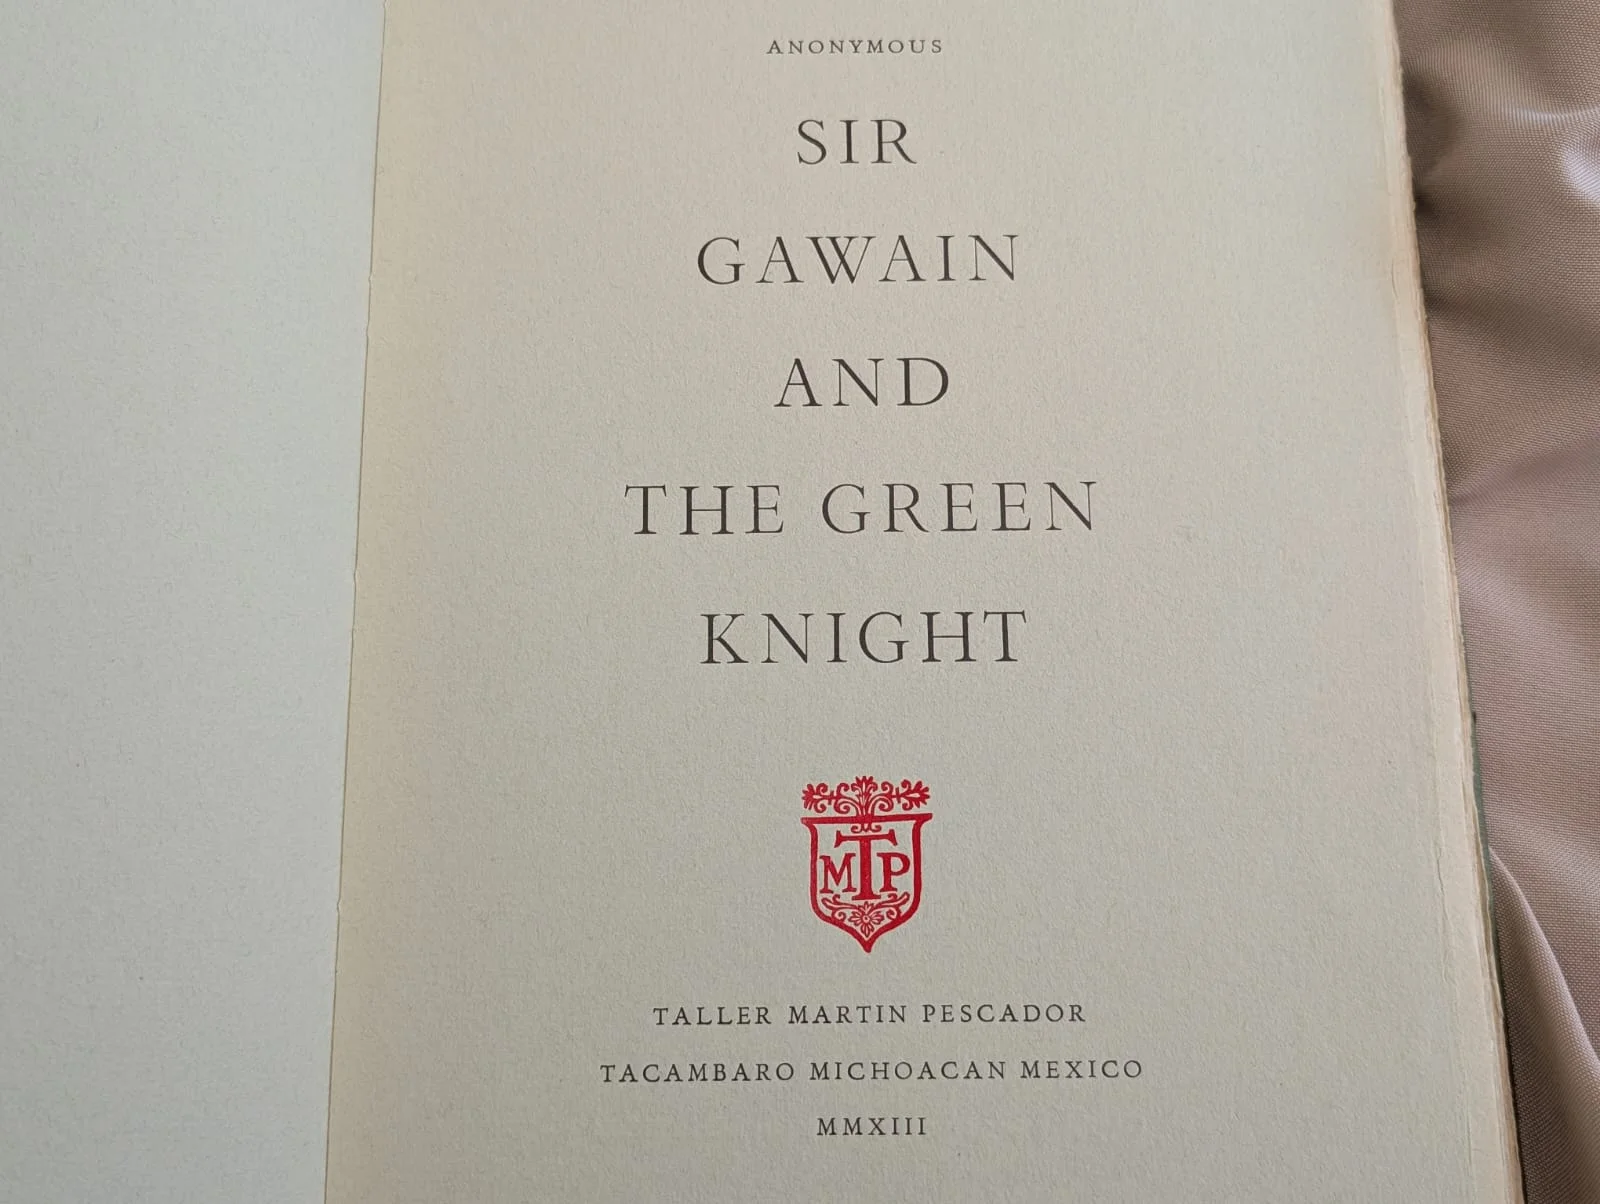 ANONYMOUS
SIR
GAWAIN
AND
THE GREEN
KNIGHT
MTP
TALLER MARTIN PESCADOR
TACAMBARO MICHOACAN MEXICO
MMXIII